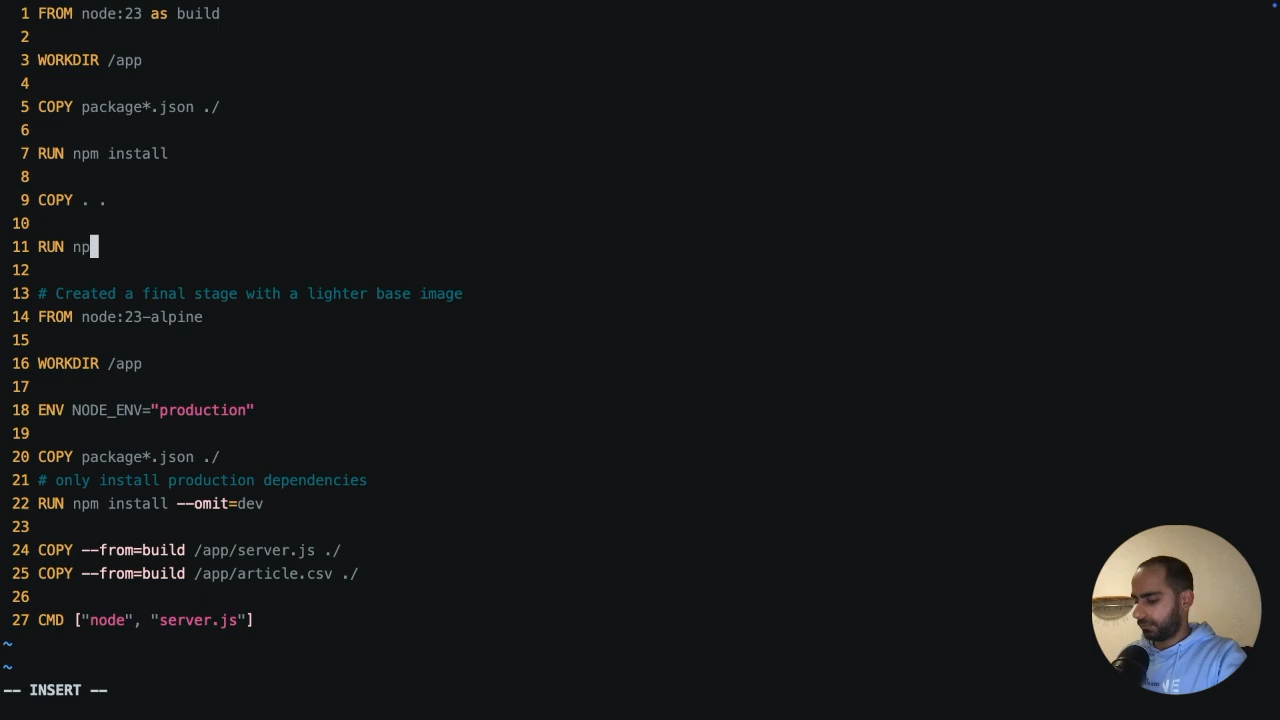 1 FROM node:23 as build
2
3 WORKDIR /app
4
5 COPY package*.json ./
6
7 RUN npm install
8
9 COPY . .
10
11 RUN np
12
13 # Created a final stage with a lighter base image
14 FROM node:23-alpine
15
16 WORKDIR /app
17
18 ENV NODE_ENV="production"
19
20 COPY package*.json ./
21 # only install production dependencies
22 RUN npm install --omit=dev
23
24 COPY --from=build /app/server.js ./
25 COPY --from=build /app/article.csv ./
26
27 CMD ["node", "server.js"]
~
~
-- INSERT --